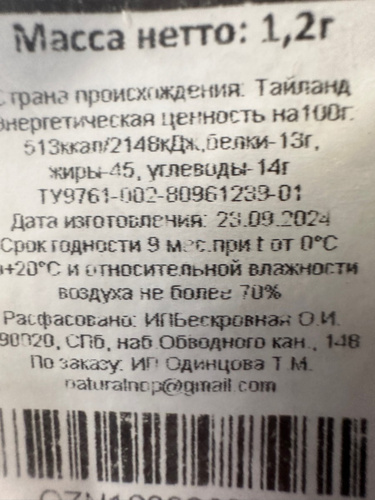 Масса нетто: 1,2г
Страна происхождения: Тайланд
Энергетическая ценность на100г.
513ккал/2148кДж,белки-13г,
жиры-45, углеводы-14г
ТУ9761-002-80961239-01
Дата изготовления: 23.09.2024
Срок годности 9 мес.при t от 0°С
+20°С и относительной влажности
воздуха не более 70%
Расфасовано: ИПБескровная О.И.
90020, СПб, наб Обводного кан., 148
По заказу: ИП Одинцова Т.М.
naturalnop@gmail.com